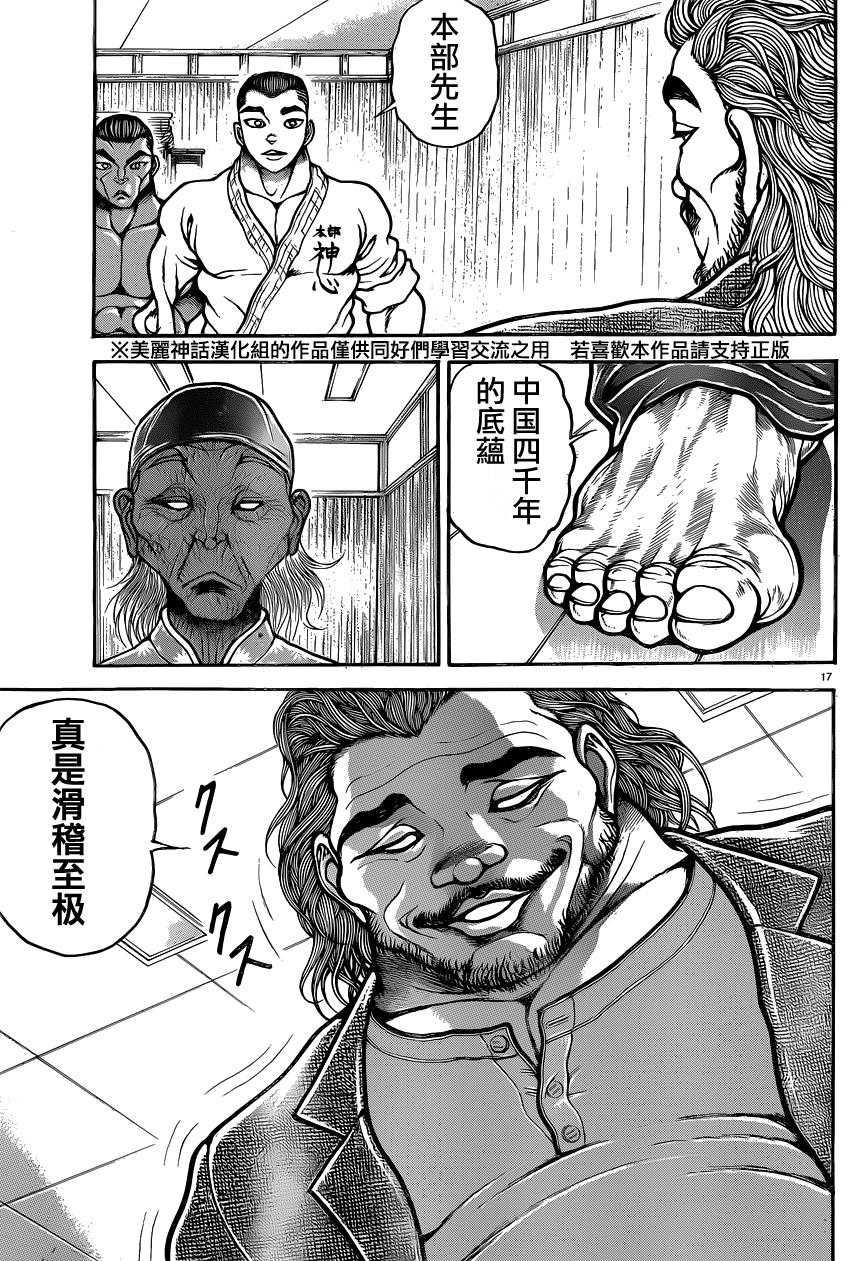 本部先生
本部
神
心
※美麗神話漢化組的作品僅供同好們學習交流之用　若喜歡本作品請支持正版
中国四千年
的底蘊
17
真是滑稽至极
クスクス